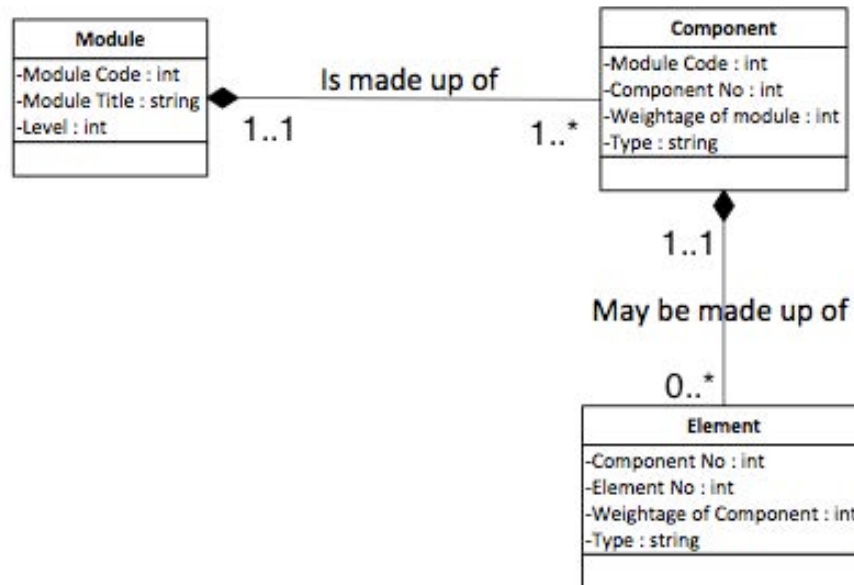 Module
-Module Code : int
-Module Title : string
-Level : int
Is made up of
1..1
1..*
Component
-Module Code : int
-Component No : int
-Weightage of module : int
-Type : string
1..1
May be made up of
0..*
Element
-Component No : int
-Element No : int
-Weightage of Component : int
-Type : string